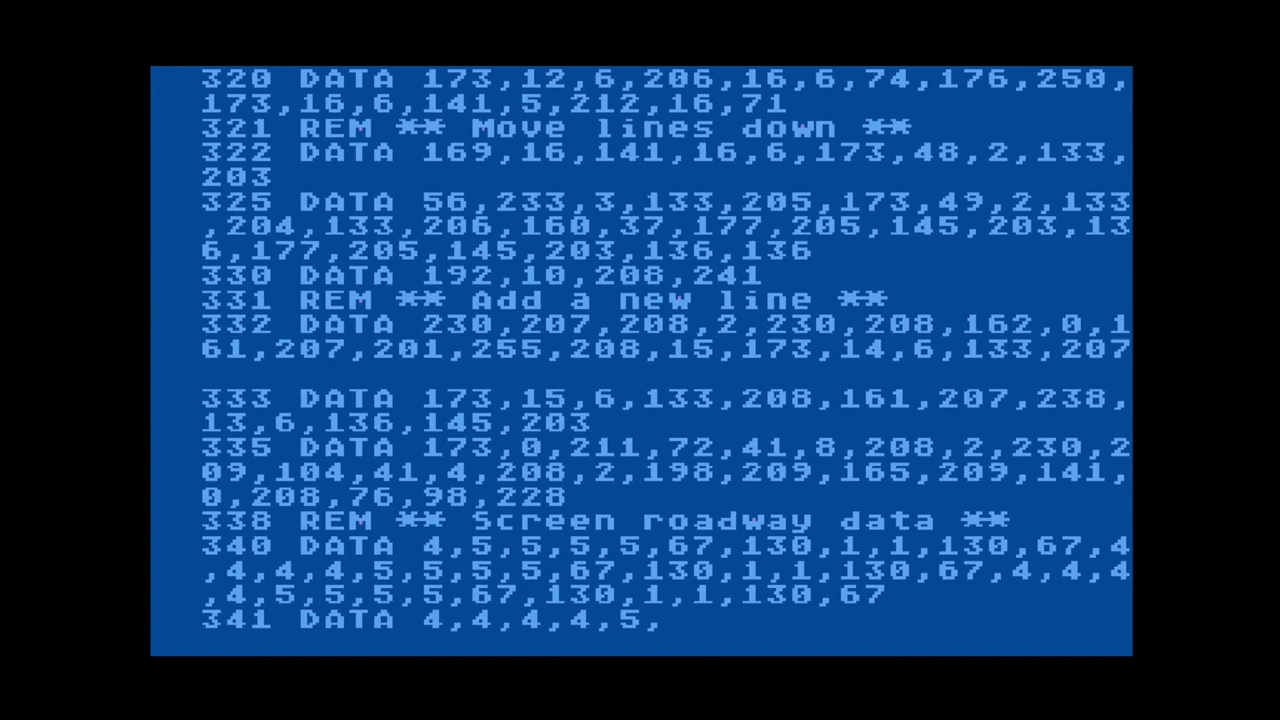 320 DATA 173,12,6,206,16,6,74,176,250,
173,16,6,141,5,212,16,71
321 REM ** Move lines down **
322 DATA 169,16,141,16,6,173,48,2,133,
203
325 DATA 56,233,3,133,205,173,49,2,133
,204,133,206,160,37,177,205,145,203,13
6,177,205,145,203,136,136
330 DATA 192,10,208,241
331 REM ** Add a new line **
332 DATA 230,207,208,2,230,208,162,0,1
61,207,201,255,208,15,173,14,6,133,207
333 DATA 173,15,6,133,208,161,207,238,
13,6,136,145,203
335 DATA 173,0,211,72,41,8,208,2,230,2
09,104,41,4,208,2,198,209,165,209,141,
0,208,76,98,228
338 REM ** Screen roadway data **
340 DATA 4,5,5,5,5,67,130,1,1,130,67,4
,4,4,4,5,5,5,5,67,130,1,1,130,67,4,4,4
,4,5,5,5,5,67,130,1,1,130,67
341 DATA 4,4,4,4,5,